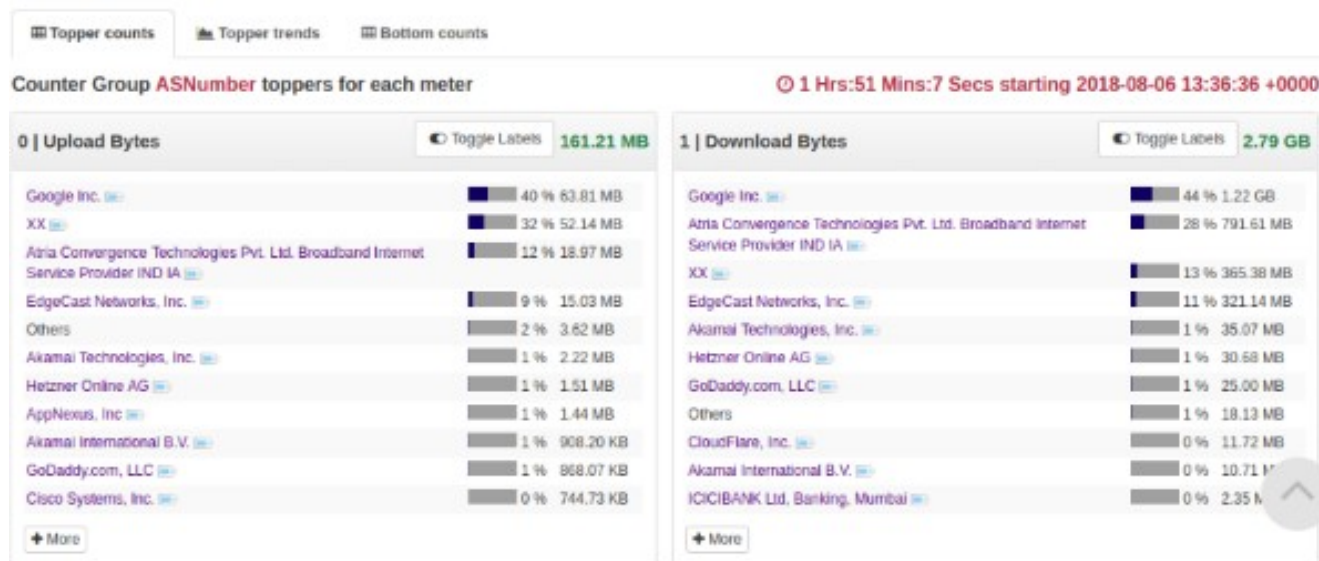 Topper counts
Topper trends
Bottom counts
Counter Group ASNumber toppers for each meter
1 Hrs:51 Mins:7 Secs starting 2018-08-06 13:36:36 +0000
0 | Upload Bytes
Toggle Labels
161.21 MB
Google Inc. 40 % 63.81 MB
XX 32 % 52.14 MB
Atria Convergence Technologies Pvt. Ltd. Broadband Internet
Service Provider IND IA
12 % 18.97 MB
EdgeCast Networks, Inc. 9 % 15.03 MB
Others 2 % 3.62 MB
Akamai Technologies, Inc. 1 % 2.22 MB
Hetzner Online AG 1 % 1.51 MB
AppNexus, Inc 1 % 1.44 MB
Akamai International B.V. 1 % 908.20 KB
GoDaddy.com, LLC 1 % 868.07 KB
Cisco Systems, Inc. 0 % 744.73 KB
More
1 | Download Bytes
Toggle Labels
2.79 GB
Google Inc. 44 % 1.22 GB
Atria Convergence Technologies Pvt. Ltd. Broadband Internet
Service Provider IND IA
28 % 791.61 MB
XX 13 % 365.38 MB
EdgeCast Networks, Inc. 11 % 321.14 MB
Akamai Technologies, Inc. 1 % 35.07 MB
Hetzner Online AG 1 % 30.68 MB
GoDaddy.com, LLC 1 % 25.00 MB
Others 1 % 18.13 MB
CloudFlare, Inc. 0 % 11.72 MB
Akamai International B.V. 0 % 10.71
ICICIBANK Ltd, Banking, Mumbai 0 % 2.35
More